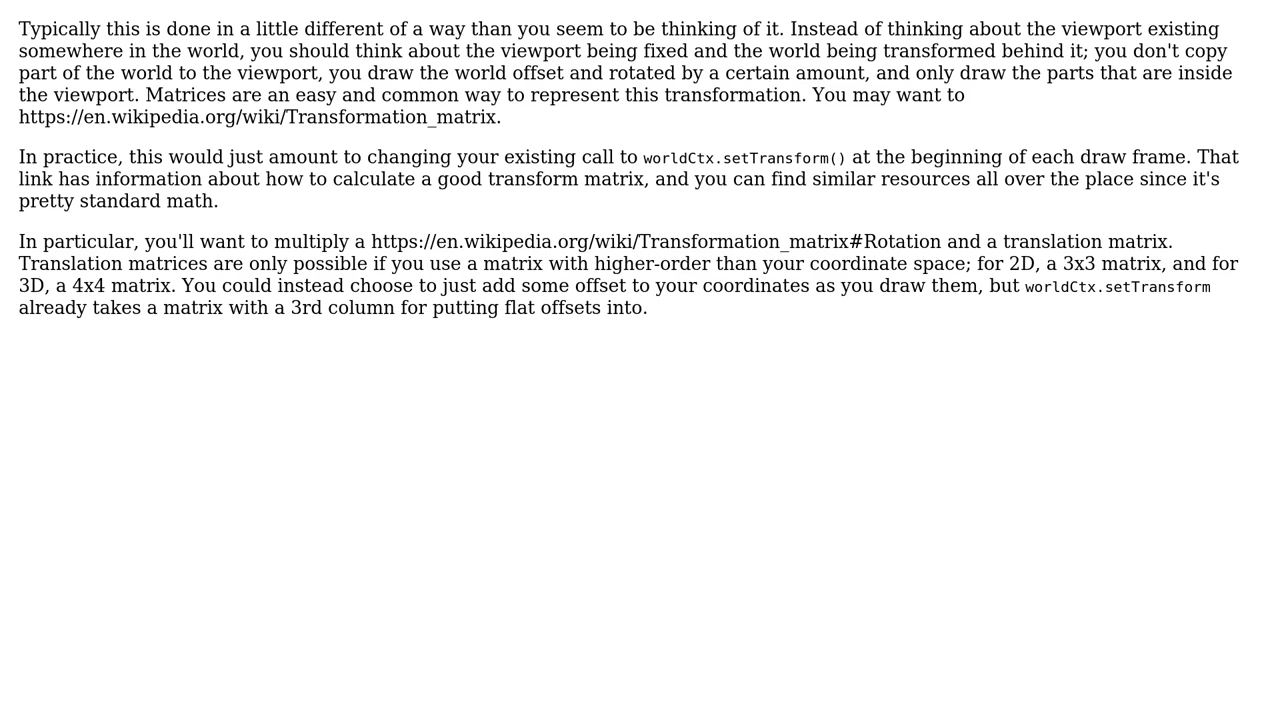 Typically this is done in a little different of a way than you seem to be thinking of it. Instead of thinking about the viewport existing
somewhere in the world, you should think about the viewport being fixed and the world being transformed behind it; you don't copy
part of the world to the viewport, you draw the world offset and rotated by a certain amount, and only draw the parts that are inside
the viewport. Matrices are an easy and common way to represent this transformation. You may want to
https://en.wikipedia.org/wiki/Transformation_matrix.
In practice, this would just amount to changing your existing call to worldCtx.setTransform() at the beginning of each draw frame. That
link has information about how to calculate a good transform matrix, and you can find similar resources all over the place since it's
pretty standard math.
In particular, you'll want to multiply a https://en.wikipedia.org/wiki/Transformation_matrix#Rotation and a translation matrix.
Translation matrices are only possible if you use a matrix with higher-order than your coordinate space; for 2D, a 3x3 matrix, and for
3D, a 4x4 matrix. You could instead choose to just add some offset to your coordinates as you draw them, but worldCtx.setTransform
already takes a matrix with a 3rd column for putting flat offsets into.